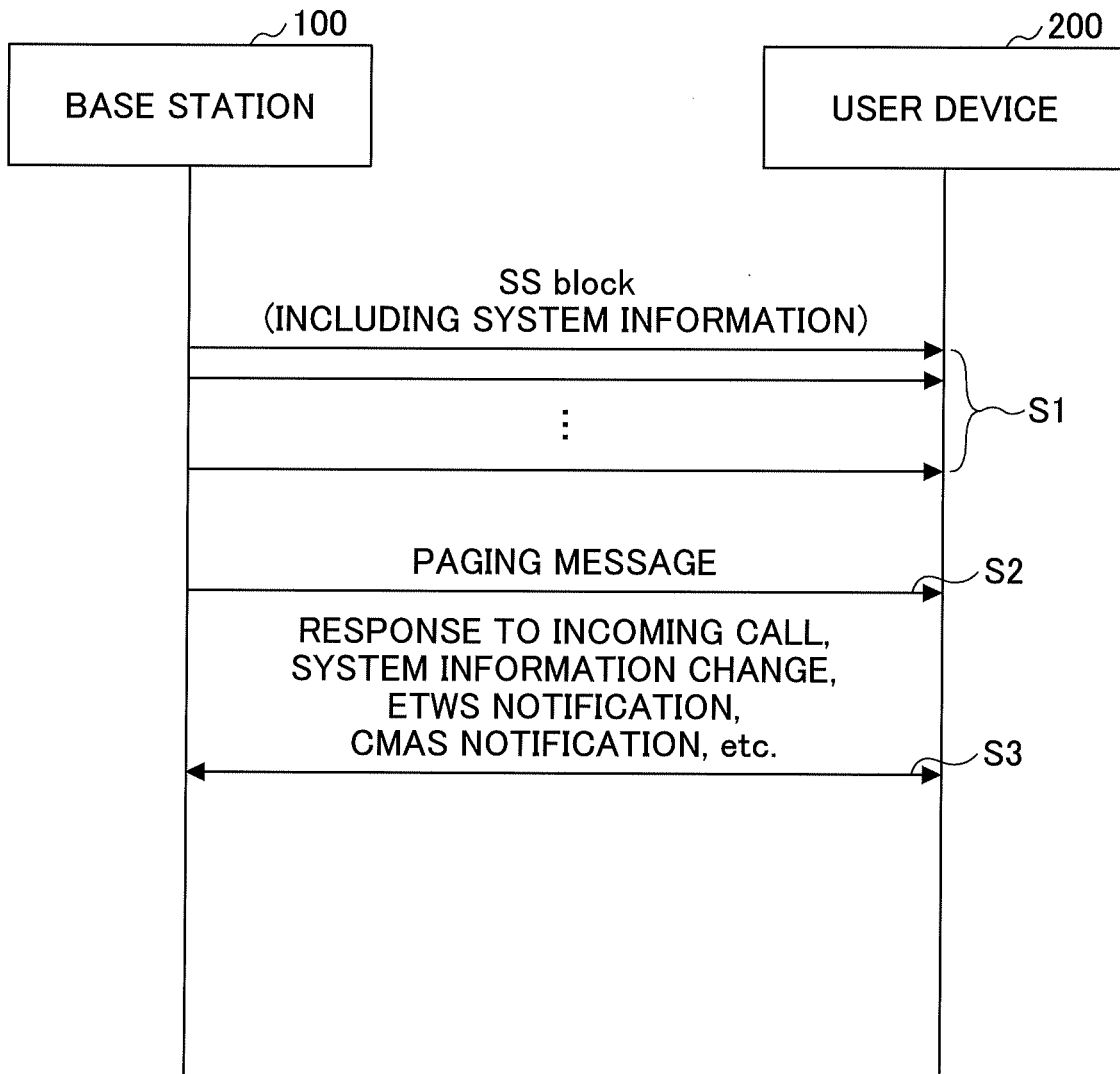 100
200
BASE STATION
USER DEVICE
SS block
(INCLUDING SYSTEM INFORMATION)
S1
⋮
PAGING MESSAGE
S2
RESPONSE TO INCOMING CALL,
SYSTEM INFORMATION CHANGE,
ETWS NOTIFICATION,
CMAS NOTIFICATION, etc.
S3